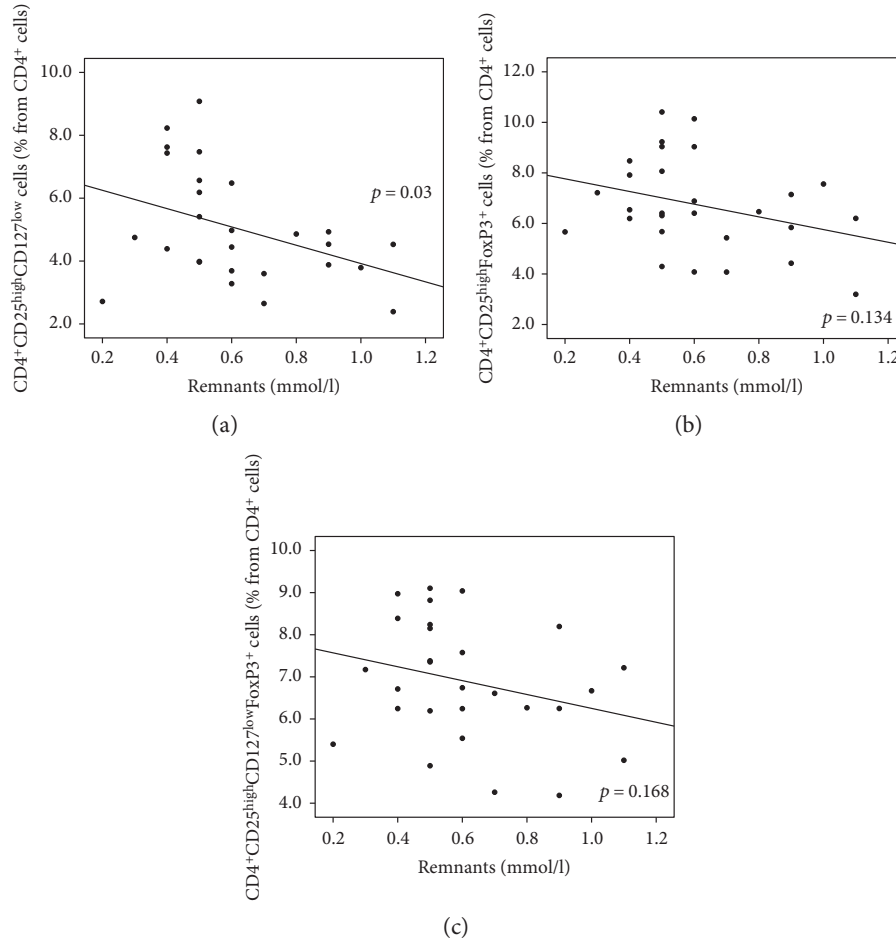 CD4⁺CD25ʰⁱᵍʰCD127ˡᵒʷ cells (% from CD4⁺ cells)
10.0
8.0
6.0
4.0
2.0
p = 0.03
0.2 0.4 0.6 0.8 1.0 1.2
Remnants (mmol/l)
(a)
CD4⁺CD25ʰⁱᵍʰFoxP3⁺ cells (% from CD4⁺ cells)
12.0
10.0
8.0
6.0
4.0
2.0
p = 0.134
0.2 0.4 0.6 0.8 1.0 1.2
Remnants (mmol/l)
(b)
CD4⁺CD25ʰⁱᵍʰCD127ˡᵒʷFoxP3⁺ cells (% from CD4⁺ cells)
10.0
9.0
8.0
7.0
6.0
5.0
4.0
p = 0.168
0.2 0.4 0.6 0.8 1.0 1.2
Remnants (mmol/l)
(c)